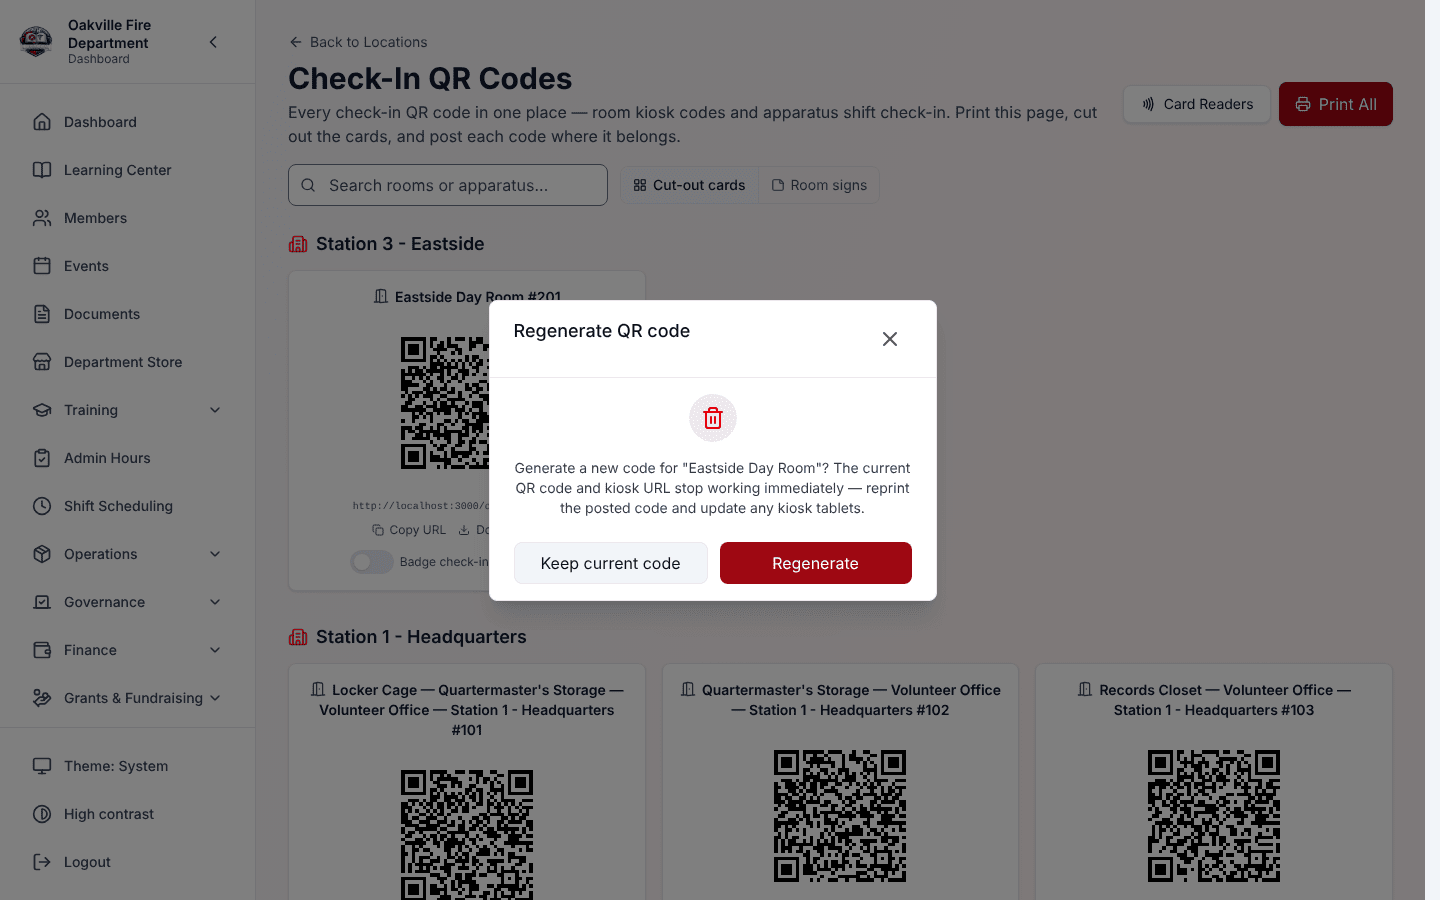 Oakville Fire
Department
Dashboard
Dashboard
Learning Center
Members
Events
Documents
Department Store
Training
Admin Hours
Shift Scheduling
Operations
Governance
Finance
Grants & Fundraising
Theme: System
High contrast
Logout
Back to Locations
Check-In QR Codes
Every check-in QR code in one place — room kiosk codes and apparatus shift check-in. Print this page, cut
out the cards, and post each code where it belongs.
Card Readers
Print All
Search rooms or apparatus...
Cut-out cards
Room signs
Station 3 - Eastside
Eastside Day Room #201
http://localhost:3000/
Copy URL
Badge check-in
Regenerate QR code
Generate a new code for "Eastside Day Room"? The current
QR code and kiosk URL stop working immediately — reprint
the posted code and update any kiosk tablets.
Keep current code
Regenerate
Station 1 - Headquarters
Locker Cage — Quartermaster's Storage —
Volunteer Office — Station 1 - Headquarters
#101
Quartermaster's Storage — Volunteer Office
— Station 1 - Headquarters #102
Records Closet — Volunteer Office —
Station 1 - Headquarters #103